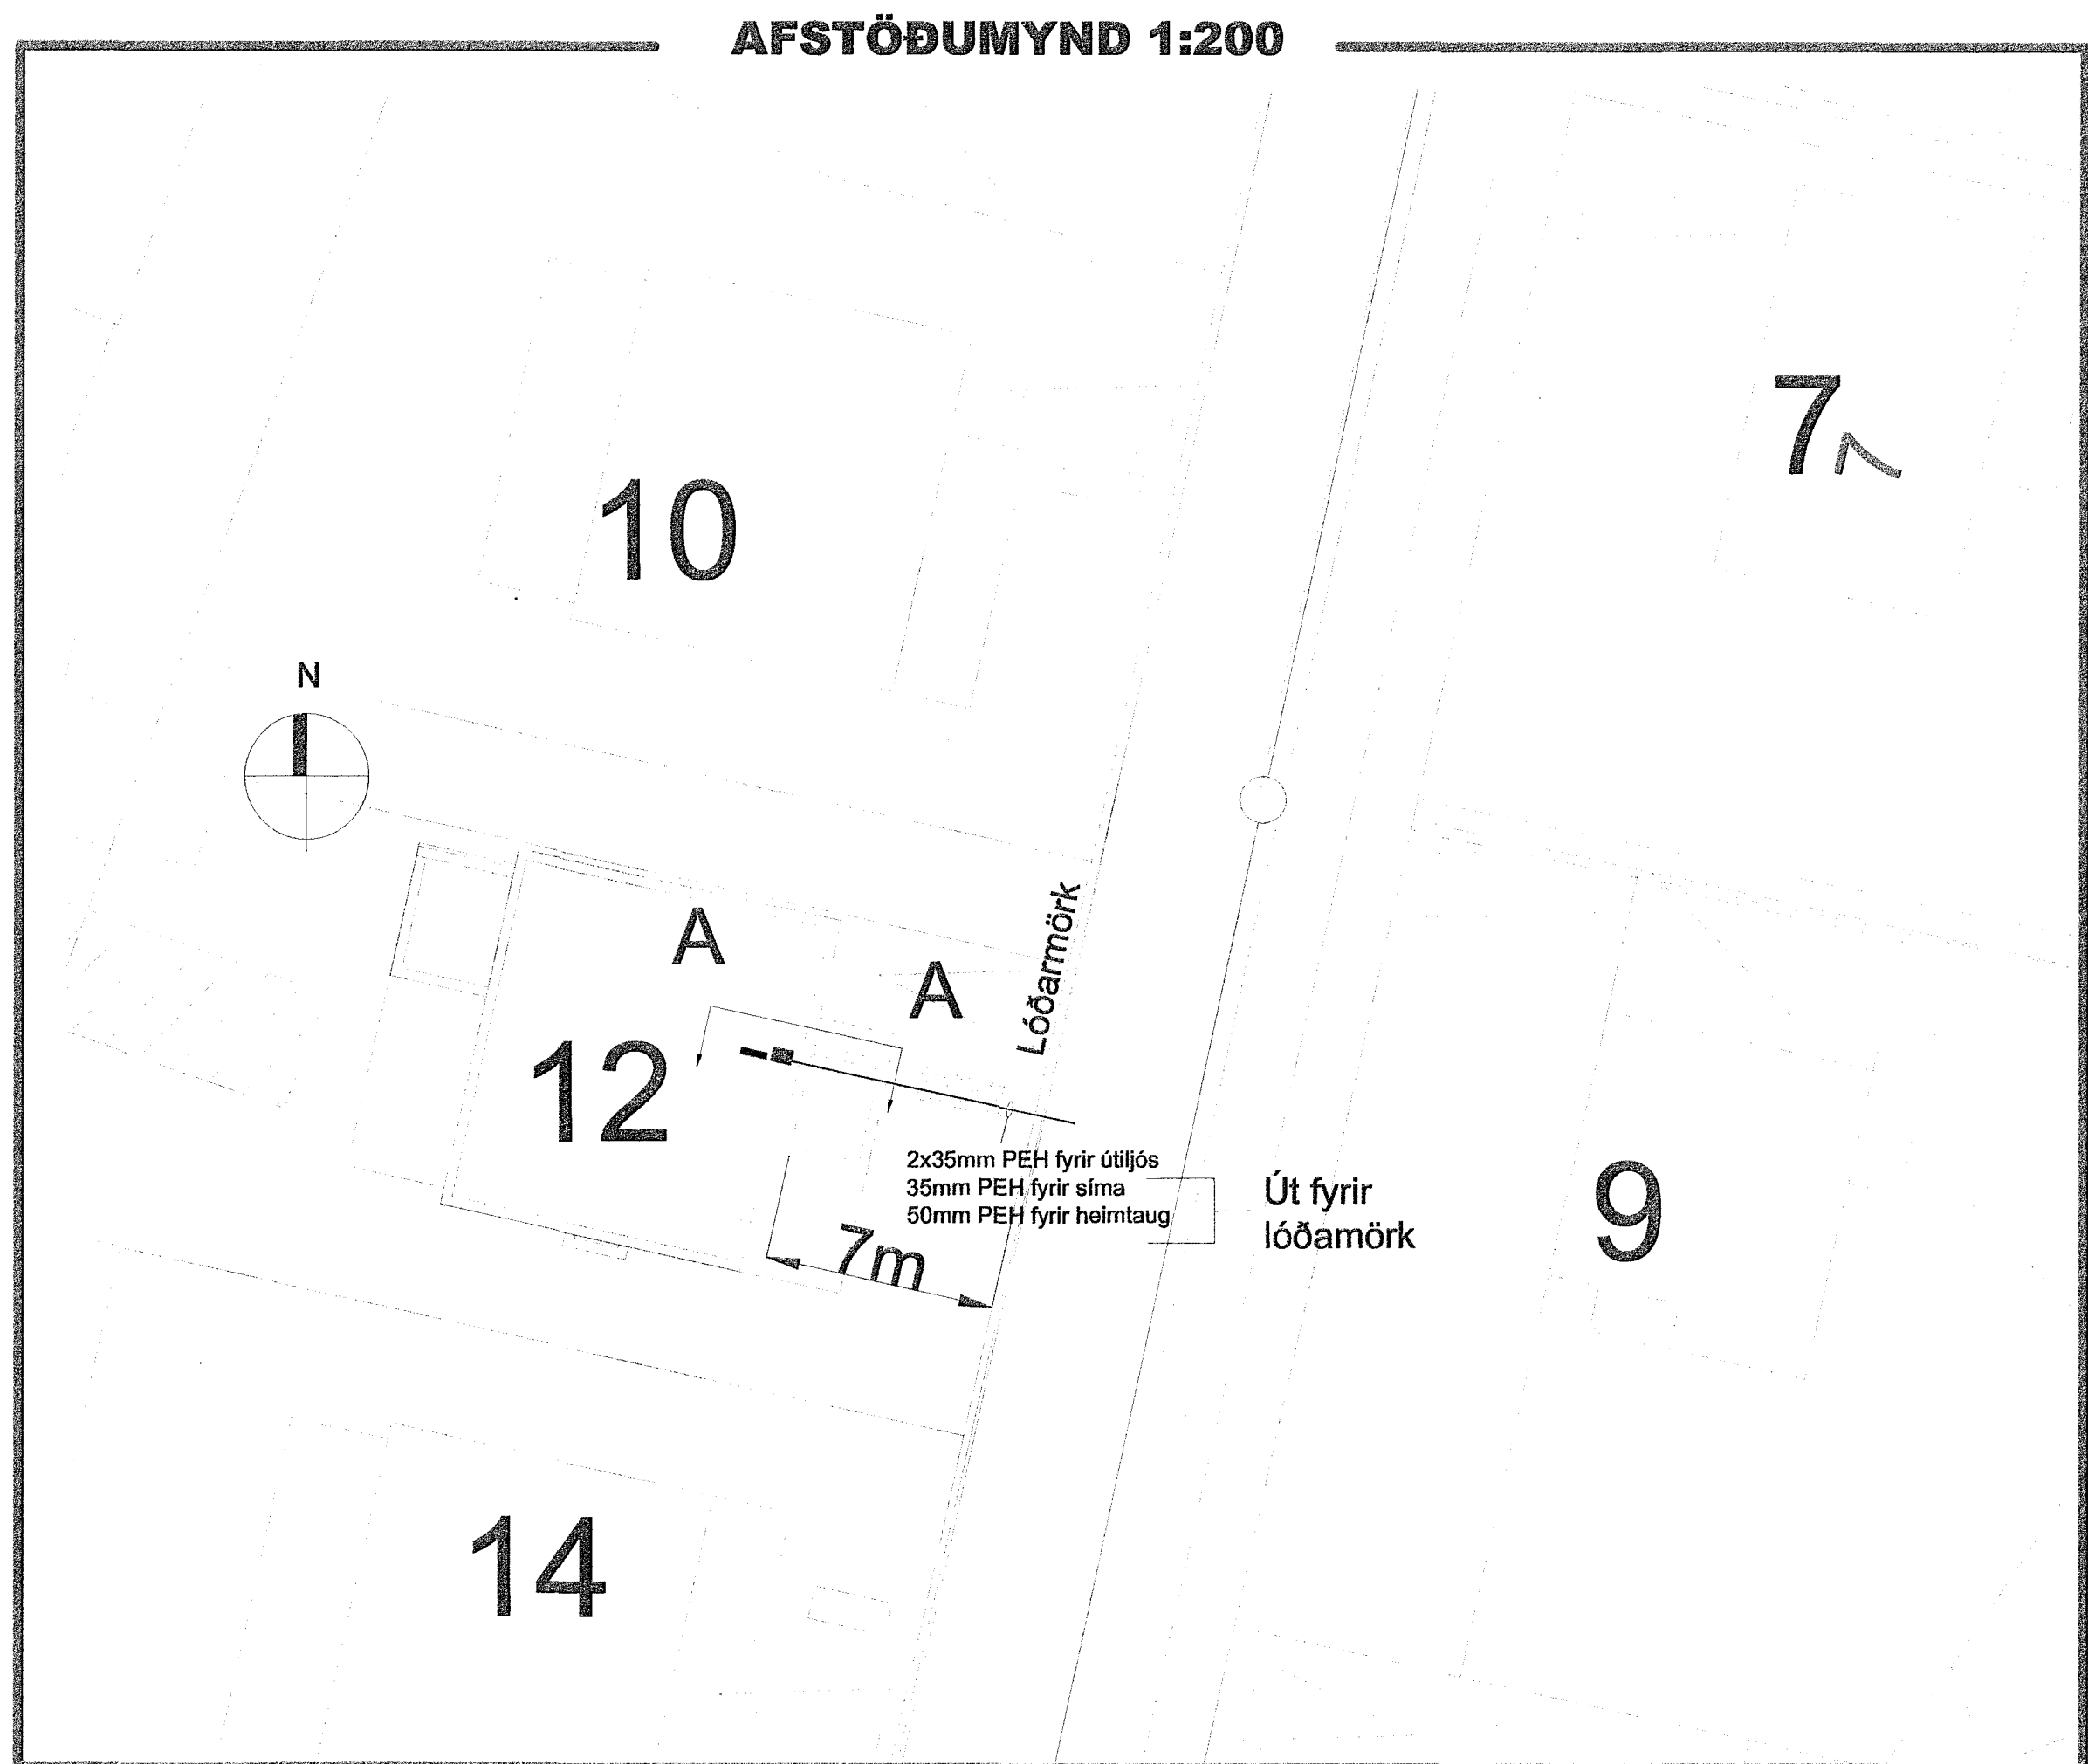 AFSTÖÐUMYND 1:200
7
7
10
N
A
A
Lóðarmörk
12
2x35mm PEH fyrir útiljós
35mm PEH fyrir síma
50mm PEH fyrir heimtaug
Út fyrir
lóðamörk
9
7m
14